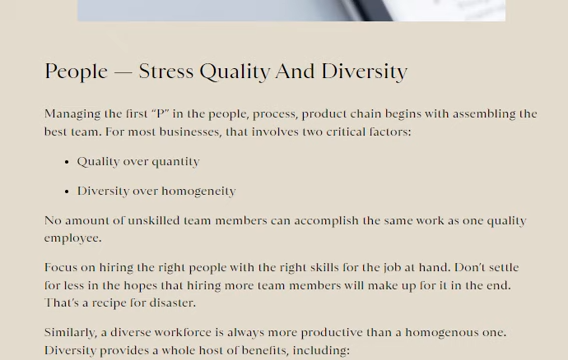 People — Stress Quality And Diversity
Managing the first “P” in the people, process, product chain begins with assembling the
best team. For most businesses, that involves two critical factors:
• Quality over quantity
• Diversity over homogeneity
No amount of unskilled team members can accomplish the same work as one quality
employee.
Focus on hiring the right people with the right skills for the job at hand. Don’t settle
for less in the hopes that hiring more team members will make up for it in the end.
That’s a recipe for disaster.
Similarly, a diverse workforce is always more productive than a homogenous one.
Diversity provides a whole host of benefits, including: